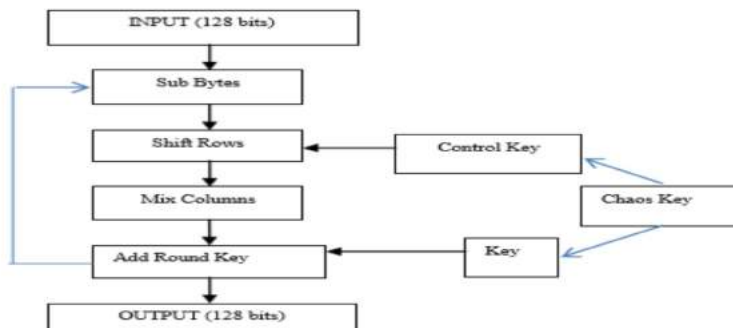 INPUT (128 bits)
Sub Bytes
Shift Rows
Control Key
Mix Columns
Chaos Key
Add Round Key
Key
OUTPUT (128 bits)